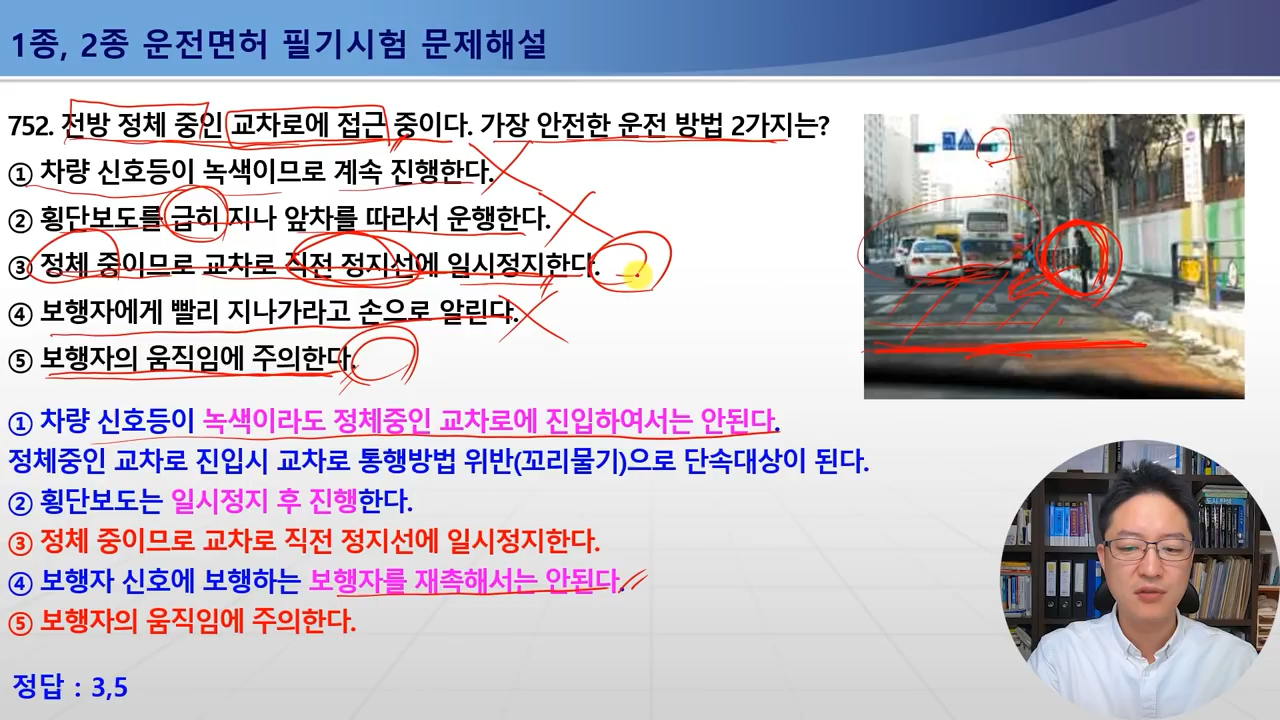 1종, 2종 운전면허 필기시험 문제해설
752. 전방 정체 중인 교차로에 접근 중이다. 가장 안전한 운전 방법 2가지는?
① 차량 신호등이 녹색이므로 계속 진행한다.
② 횡단보도를 급히 지나 앞차를 따라서 운행한다.
③ 정체 중이므로 교차로 직전 정지선에 일시정지한다.
④ 보행자에게 빨리 지나가라고 손으로 알린다.
⑤ 보행자의 움직임에 주의한다.
① 차량 신호등이 녹색이라도 정체중인 교차로에 진입하여서는 안된다.
정체중인 교차로 진입시 교차로 통행방법 위반(꼬리물기)으로 단속대상이 된다.
② 횡단보도는 일시정지 후 진행한다.
③ 정체 중이므로 교차로 직전 정지선에 일시정지한다.
④ 보행자 신호에 보행하는 보행자를 재촉해서는 안된다.
⑤ 보행자의 움직임에 주의한다.
정답 : 3,5